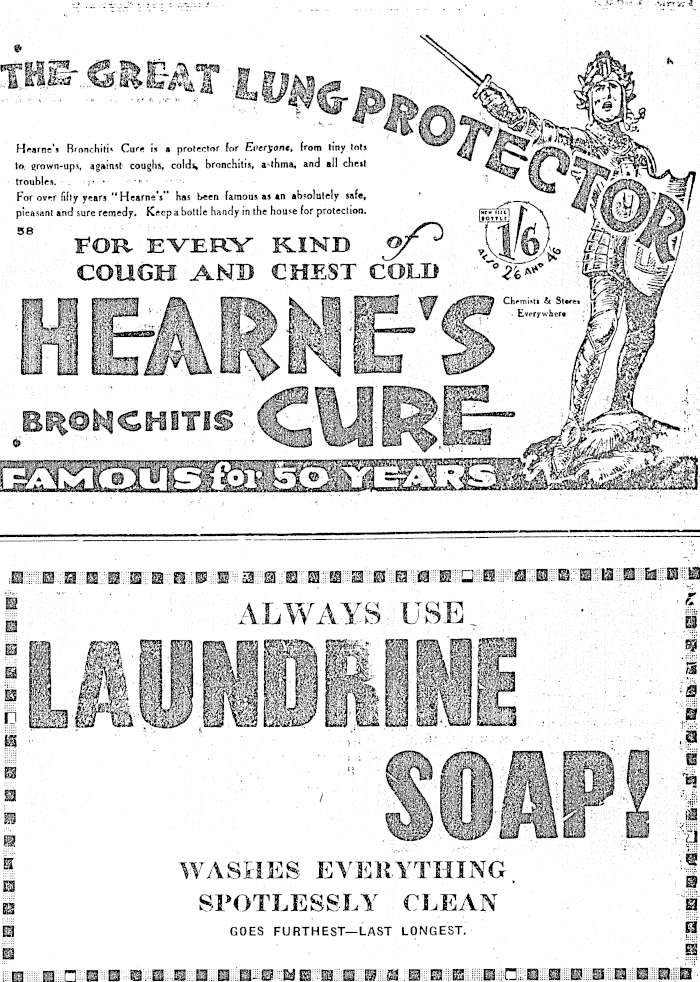 THE GREAT LUNG PROTECTOR
Hearne's Bronchitis Cure is a protector for Everyone, from tiny tots
to grown-ups, against coughs, colds, bronchitis, asthma, and all chest
troubles.
For over fifty years "Hearne's" has been famous as an absolutely safe,
pleasant and sure remedy. Keep a bottle handy in the house for protection.
58
NEW SIZE
BOTTLE
1/6
ALSO 2'6 AND 4'6
FOR EVERY KIND of
COUGH AND CHEST COLD
Chemists & Stores
Everywhere
HEARNE'S
BRONCHITIS CURE
FAMOUS for 50 YEARS
ALWAYS USE
LAUNDRINE
SOAP!
WASHES EVERYTHING
SPOTLESSLY CLEAN
GOES FURTHEST—LAST LONGEST.